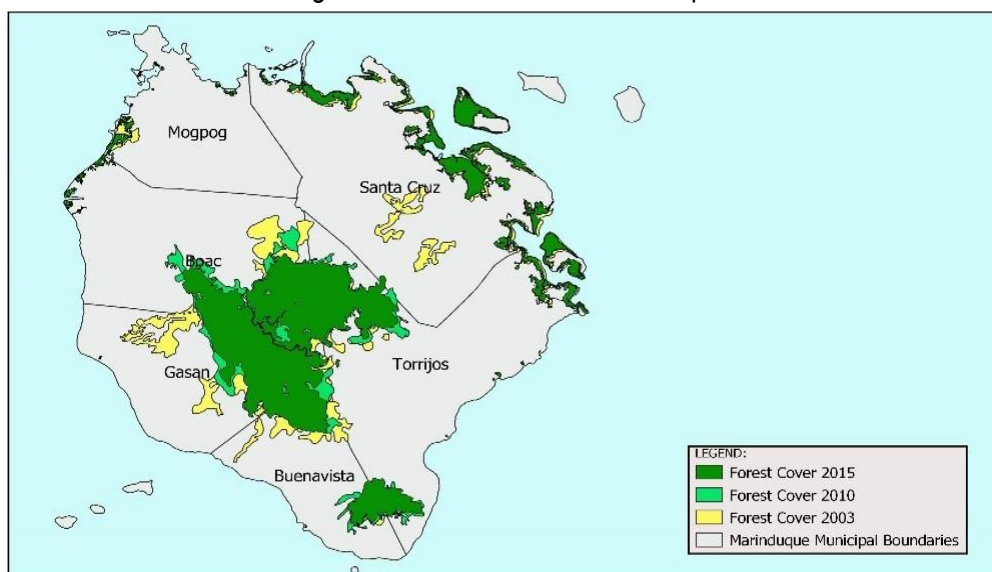 Mogpog
Santa Cruz
Boac
Torrijos
Gasan
Buenavista
LEGEND:
Forest Cover 2015
Forest Cover 2010
Forest Cover 2003
Marinduque Municipal Boundaries